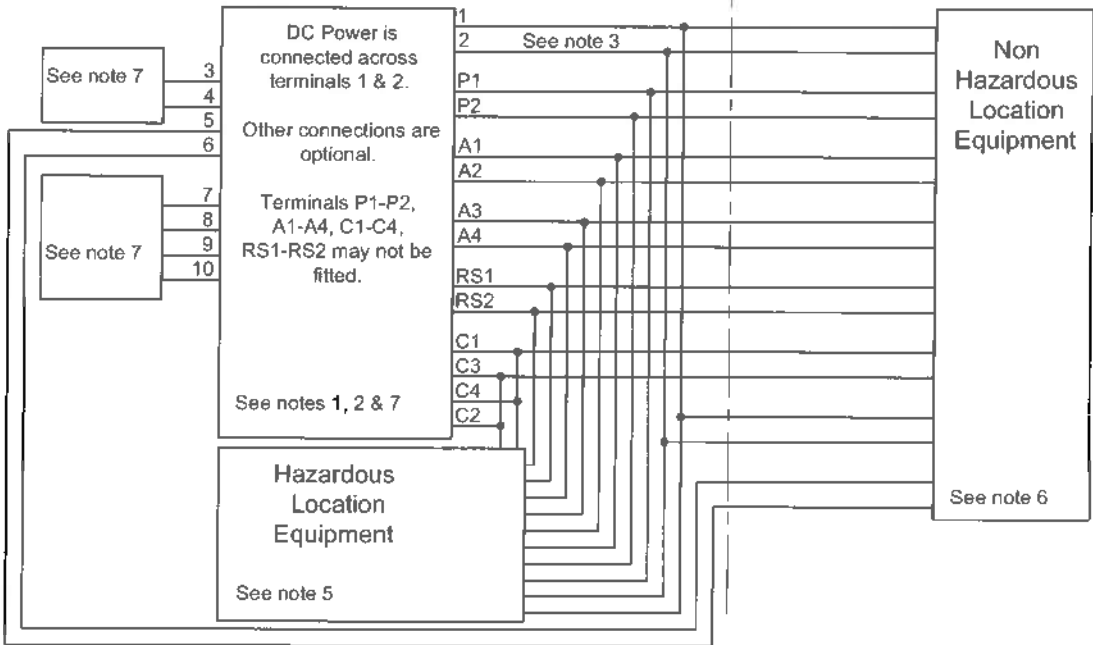 DC Power is
connected across
terminals 1 & 2.
Other connections are
optional.
Terminals P1-P2,
A1-A4, C1-C4,
RS1-RS2 may not be
fitted.
See notes 1, 2 & 7
See note 7
3
4
5
6
See note 7
7
8
9
10
1
2
See note 3
P1
P2
A1
A2
A3
A4
RS1
RS2
C1
C3
C4
C2
Non
Hazardous
Location
Equipment
See note 6
Hazardous
Location
Equipment
See note 5